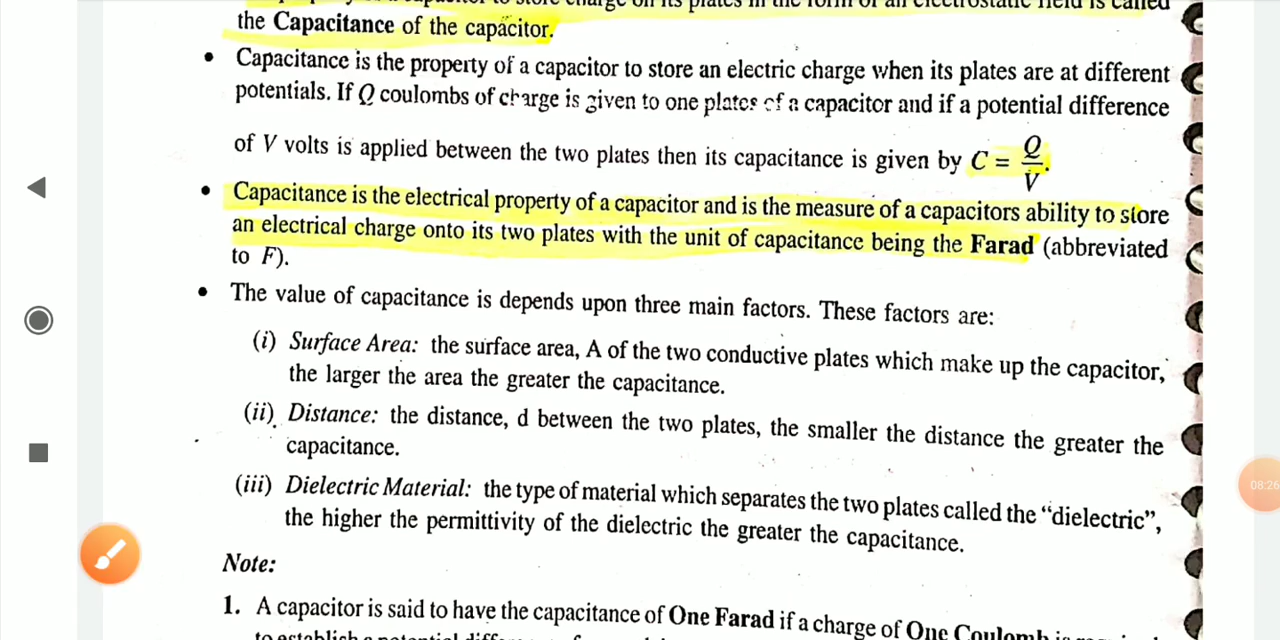 the Capacitance of the capacitor.
• Capacitance is the property of a capacitor to store an electric charge when its plates are at different
potentials. If Q coulombs of charge is given to one plates of a capacitor and if a potential difference
of V volts is applied between the two plates then its capacitance is given by C = Q/V.
• Capacitance is the electrical property of a capacitor and is the measure of a capacitors ability to store
an electrical charge onto its two plates with the unit of capacitance being the Farad (abbreviated
to F).
• The value of capacitance is depends upon three main factors. These factors are:
(i) Surface Area: the surface area, A of the two conductive plates which make up the capacitor,
the larger the area the greater the capacitance.
(ii) Distance: the distance, d between the two plates, the smaller the distance the greater the
capacitance.
(iii) Dielectric Material: the type of material which separates the two plates called the “dielectric”,
the higher the permittivity of the dielectric the greater the capacitance.
Note:
1. A capacitor is said to have the capacitance of One Farad if a charge of One Coulomb is
08:26